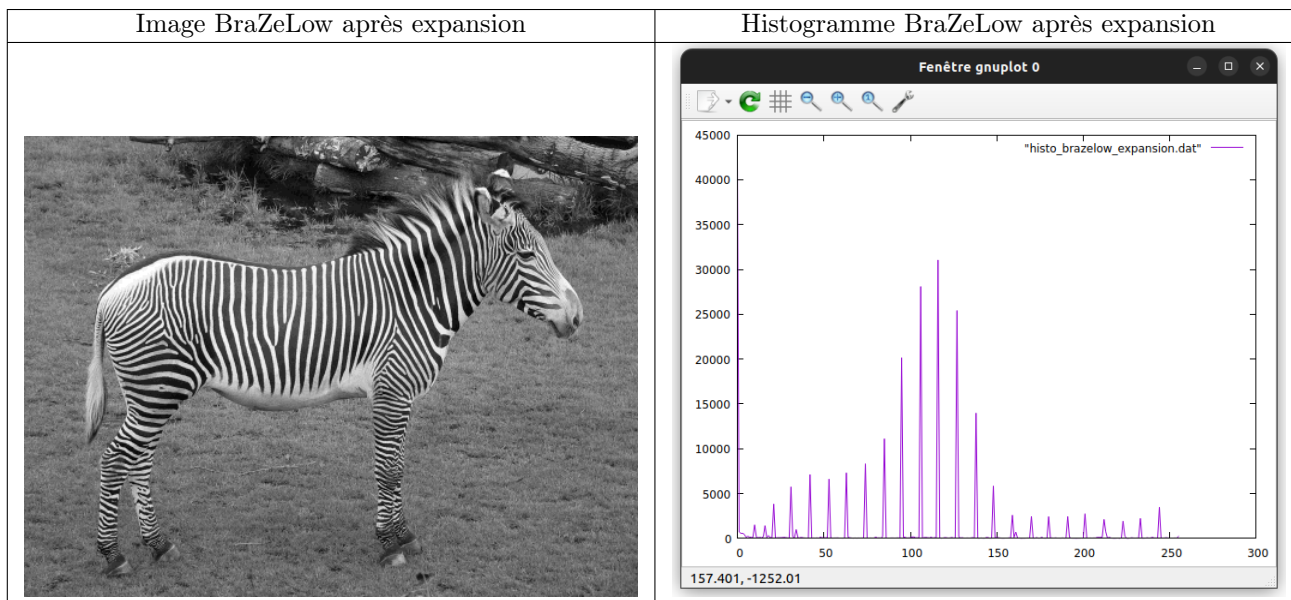 Image BraZeLow après expansion
Histogramme BraZeLow après expansion
Fenêtre gnuplot 0
"histo_brazelow_expansion.dat"
45000
40000
35000
30000
25000
20000
15000
10000
5000
0
0 50 100 150 200 250 300
157.401, -1252.01